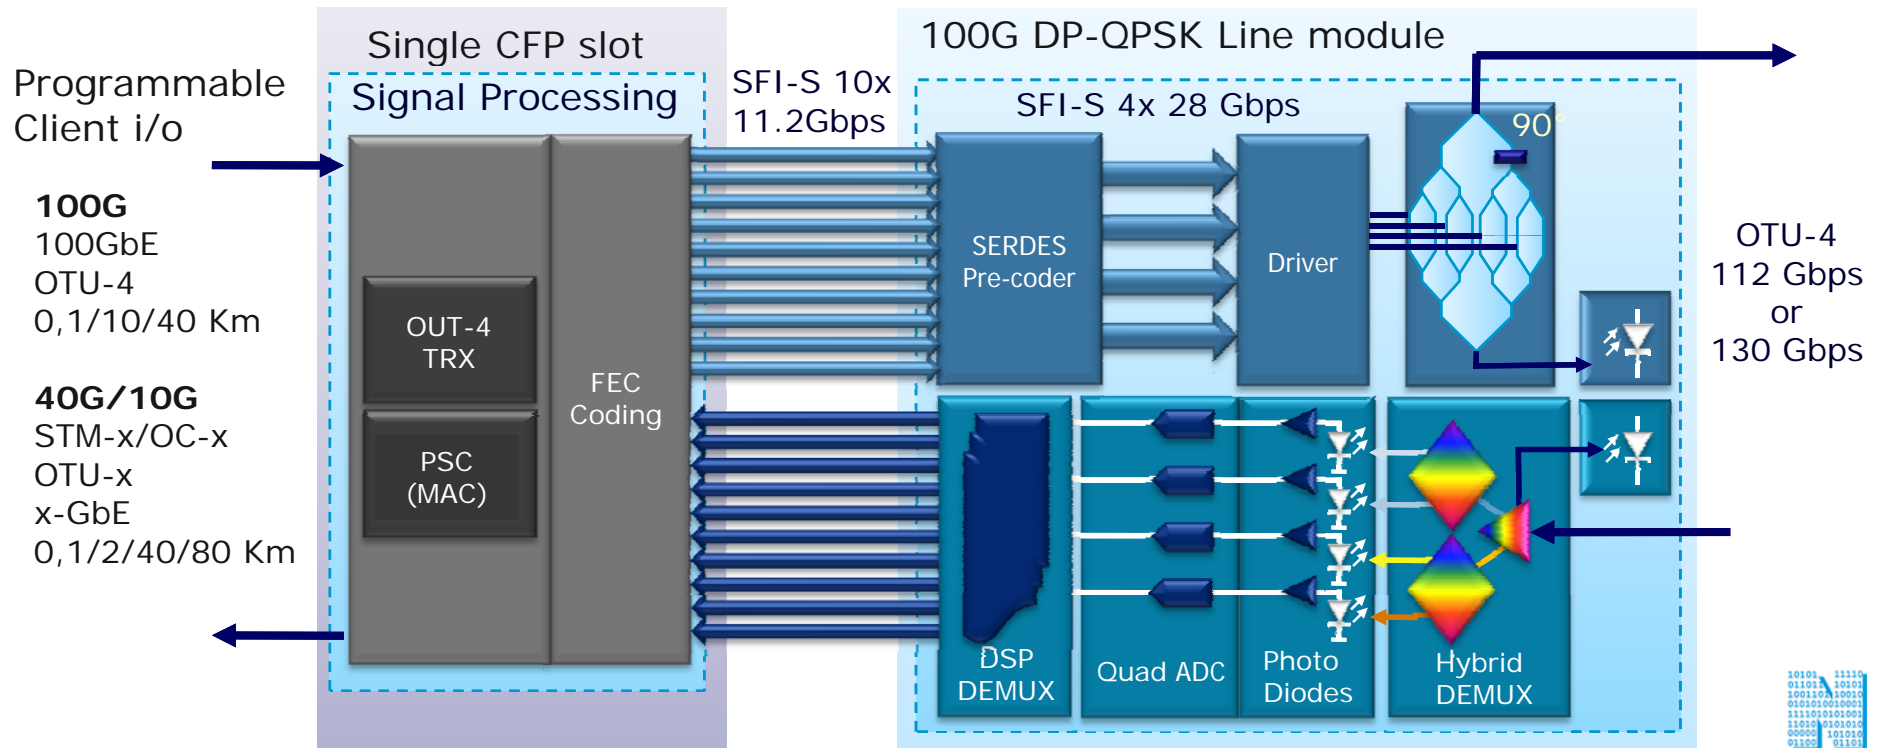 Single CFP slot
100G DP-QPSK Line module
Programmable
Client i/o
Signal Processing
SFI-S 10x
11.2Gbps
SFI-S 4x 28 Gbps
90°
100G
100GbE
OTU-4
0,1/10/40 Km
40G/10G
STM-x/OC-x
OTU-x
x-GbE
0,1/2/40/80 Km
OUT-4
TRX
PSC
(MAC)
FEC
Coding
SERDES
Pre-coder
Driver
OTU-4
112 Gbps
or
130 Gbps
DSP
DEMUX
Quad ADC
Photo
Diodes
Hybrid
DEMUX